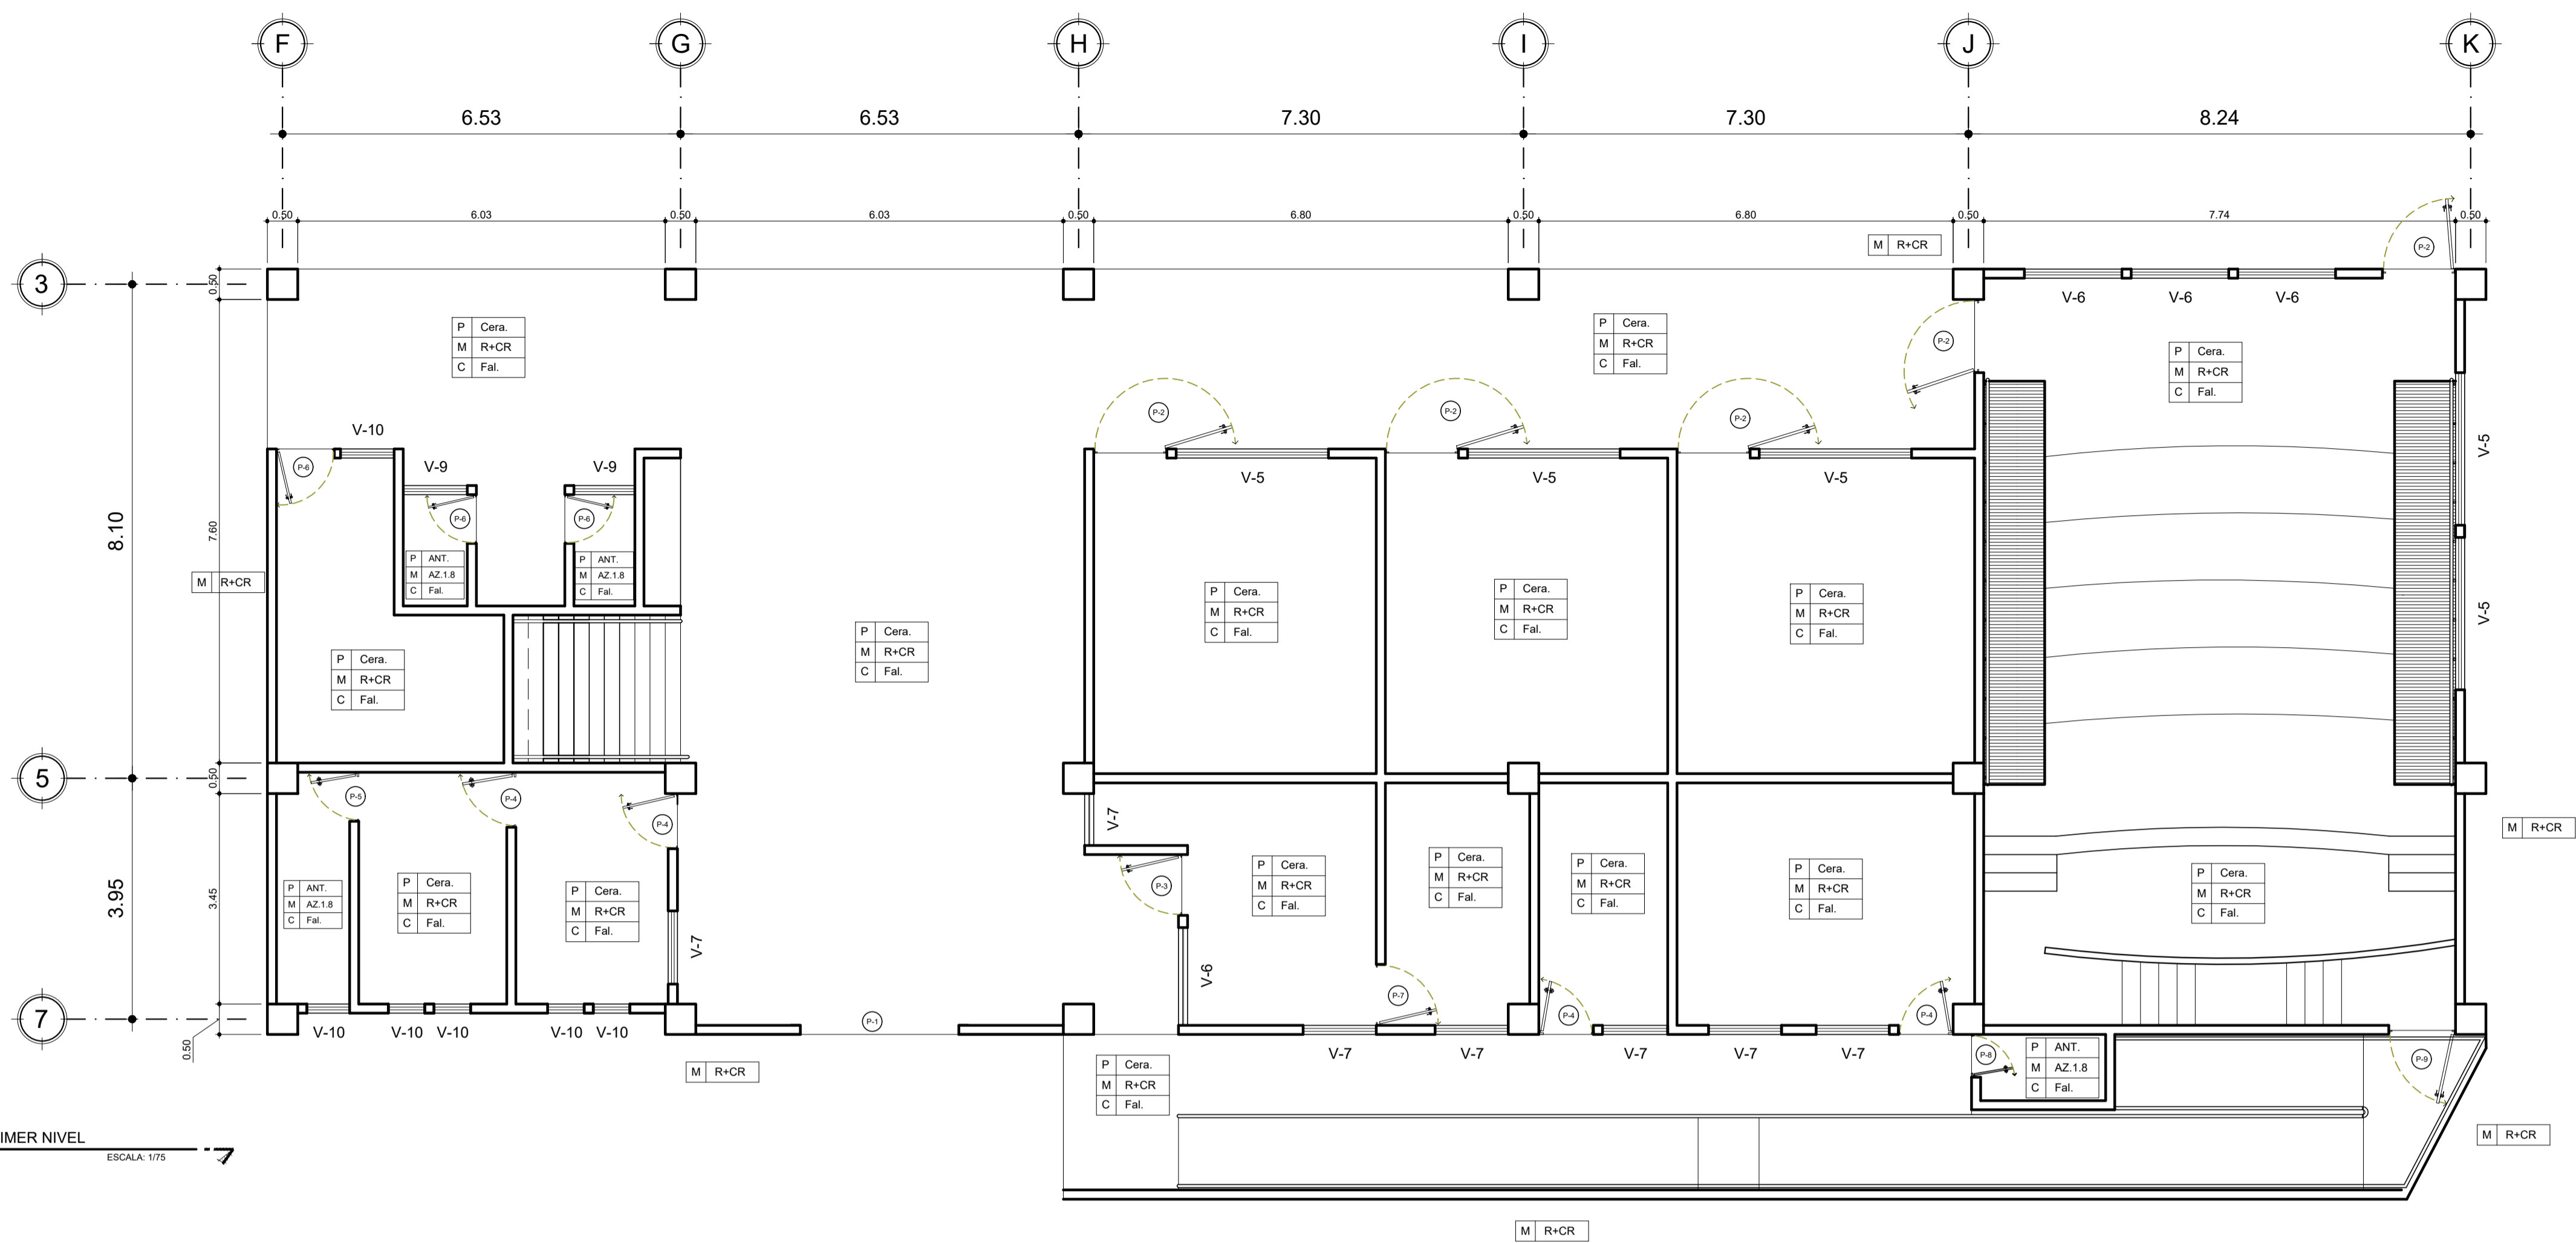 F G H I J K
6.53 6.53 7.30 7.30 8.24
0.50 6.03 0.50 6.03 0.50 6.80 0.50 6.80 0.50 7.74 0.50
M R+CR
P-2
3
0.50
V-6 V-6 V-6
P Cera.
M R+CR
C Fal.
P Cera.
M R+CR
C Fal.
P-2
P Cera.
M R+CR
C Fal.
P-2 P-2 P-2
V-10
V-5
P-6
V-9 V-9
V-5 V-5 V-5
P-6 P-6
8.10
7.60
P ANT.
M AZ.1.8
C Fal.
P ANT.
M AZ.1.8
C Fal.
M R+CR
P Cera.
M R+CR
C Fal.
P Cera.
M R+CR
C Fal.
P Cera.
M R+CR
C Fal.
V-5
P Cera.
M R+CR
C Fal.
P Cera.
M R+CR
C Fal.
5
0.50
P-5 P-4 P-4
V-7
M R+CR
3.95
3.45
P ANT.
M AZ.1.8
C Fal.
P Cera.
M R+CR
C Fal.
P Cera.
M R+CR
C Fal.
V-7
P-3
V-6
P Cera.
M R+CR
C Fal.
P Cera.
M R+CR
C Fal.
P Cera.
M R+CR
C Fal.
P Cera.
M R+CR
C Fal.
P Cera.
M R+CR
C Fal.
P-7 P-4 P-4
7
0.50
P-1
V-10 V-10 V-10 V-10 V-10
V-7 V-7 V-7 V-7 V-7
P-8
P ANT.
M AZ.1.8
C Fal.
P-9
M R+CR
P Cera.
M R+CR
C Fal.
M R+CR
IMER NIVEL
ESCALA: 1/75
M R+CR